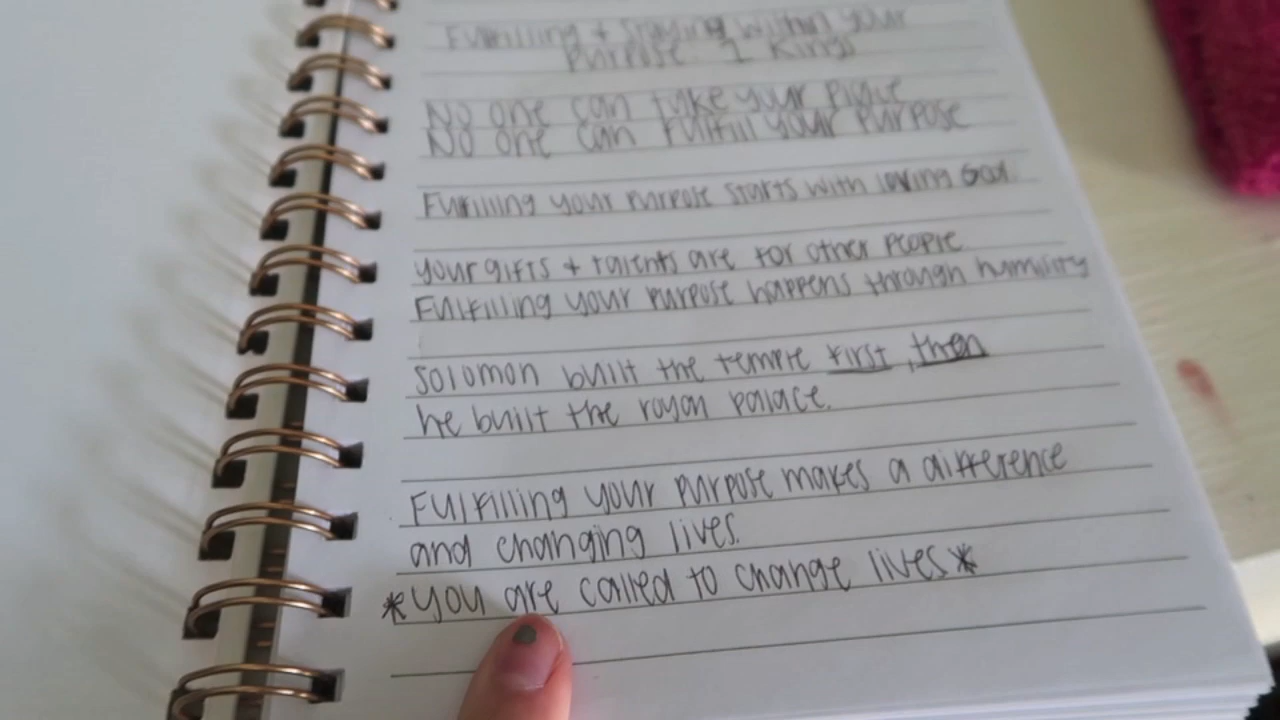 Fulfilling + Staying within your
Purpose 1 Kings
No one can take your place
No one can fulfill your purpose
Fulfilling your purpose starts with loving God.
your gifts + talents are for other people
Fulfilling your purpose happens through humility
Solomon built the temple first, then
he built the royal palace.
Fulfilling your purpose makes a difference
and changing lives.
*You are called to change lives*